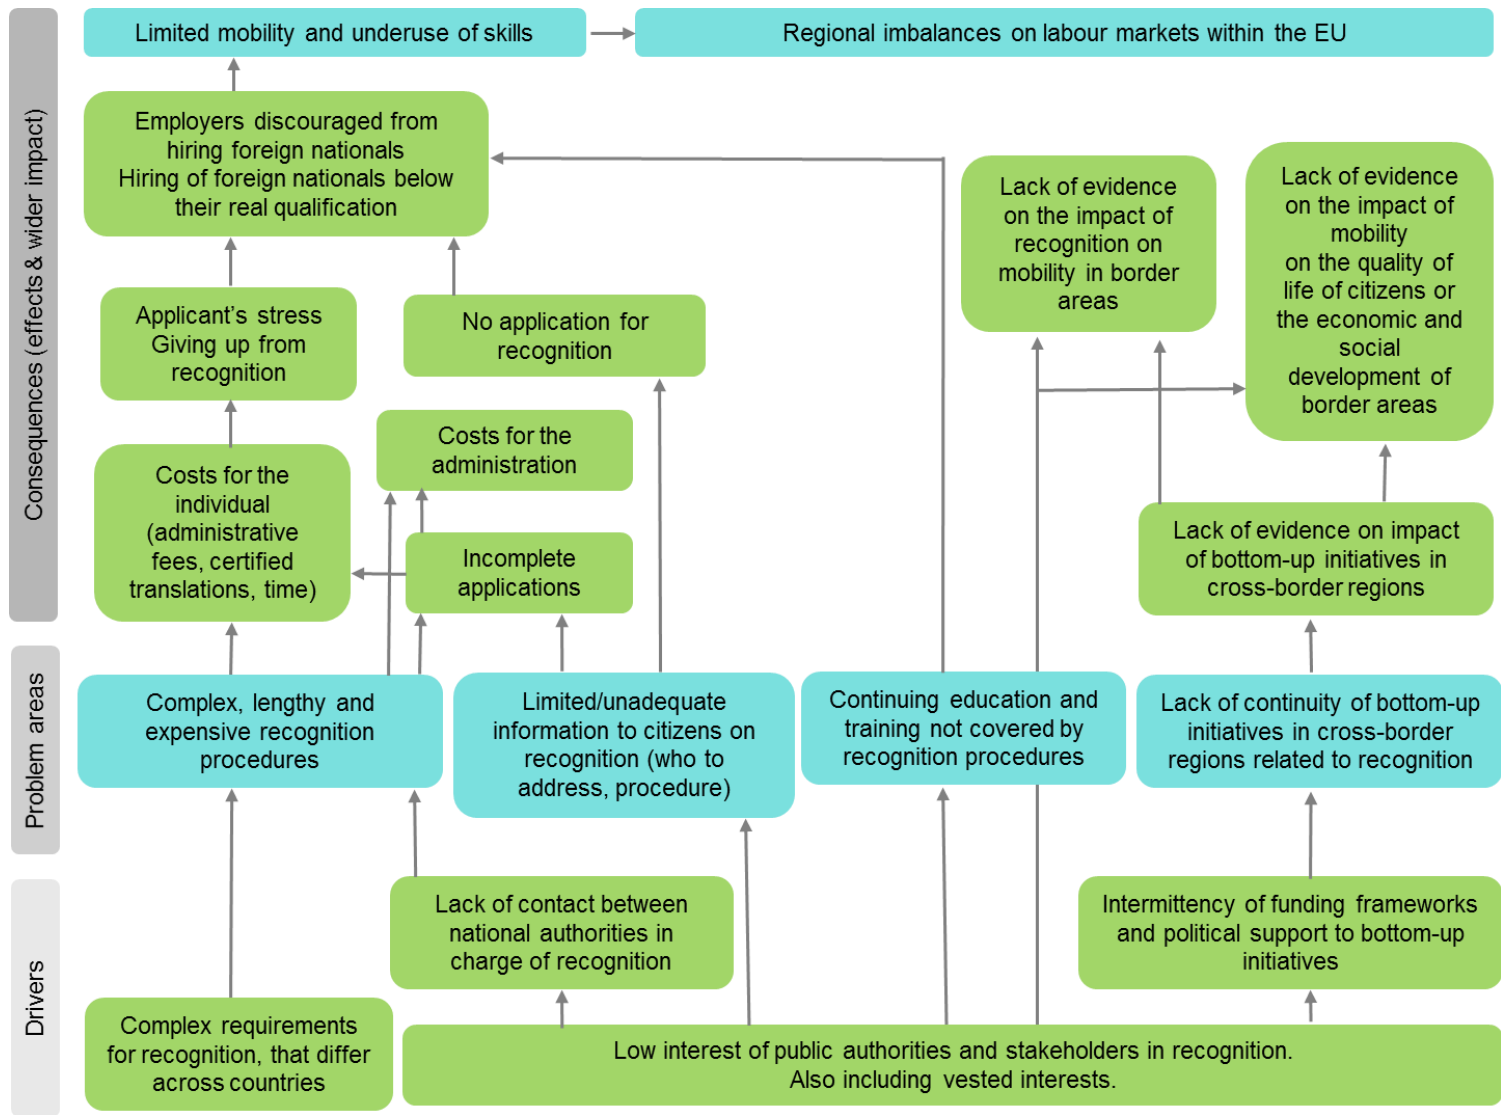 Limited mobility and underuse of skills
Regional imbalances on labour markets within the EU
Consequences (effects & wider impact)
Employers discouraged from
hiring foreign nationals
Hiring of foreign nationals below
their real qualification
Lack of evidence
on the impact of
recognition on
mobility in border
areas
Lack of evidence
on the impact of
mobility
on the quality of
life of citizens or
the economic and
social
development of
border areas
Applicant's stress
Giving up from
recognition
No application for
recognition
Costs for the
administration
Costs for the
individual
(administrative
fees, certified
translations, time)
Incomplete
applications
Lack of evidence on impact
of bottom-up initiatives in
cross-border regions
Problem areas
Complex, lengthy and
expensive recognition
procedures
Limited/unadequate
information to citizens on
recognition (who to
address, procedure)
Continuing education and
training not covered by
recognition procedures
Lack of continuity of bottom-up
initiatives in cross-border
regions related to recognition
Drivers
Lack of contact between
national authorities in
charge of recognition
Intermittency of funding frameworks
and political support to bottom-up
initiatives
Complex requirements
for recognition, that differ
across countries
Low interest of public authorities and stakeholders in recognition.
Also including vested interests.